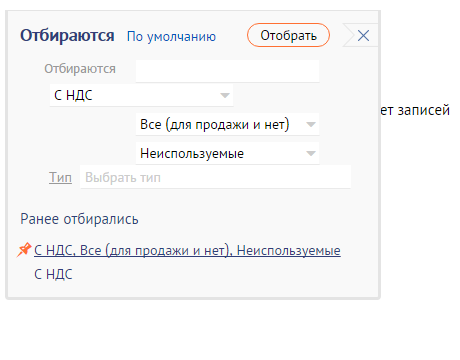 Отбираются По умолчанию Отобрать
Отбираются
С НДС
ет записей
Все (для продажи и нет)
Неиспользуемые
Тип Выбрать тип
Ранее отбирались
С НДС, Все (для продажи и нет), Неиспользуемые
С НДС